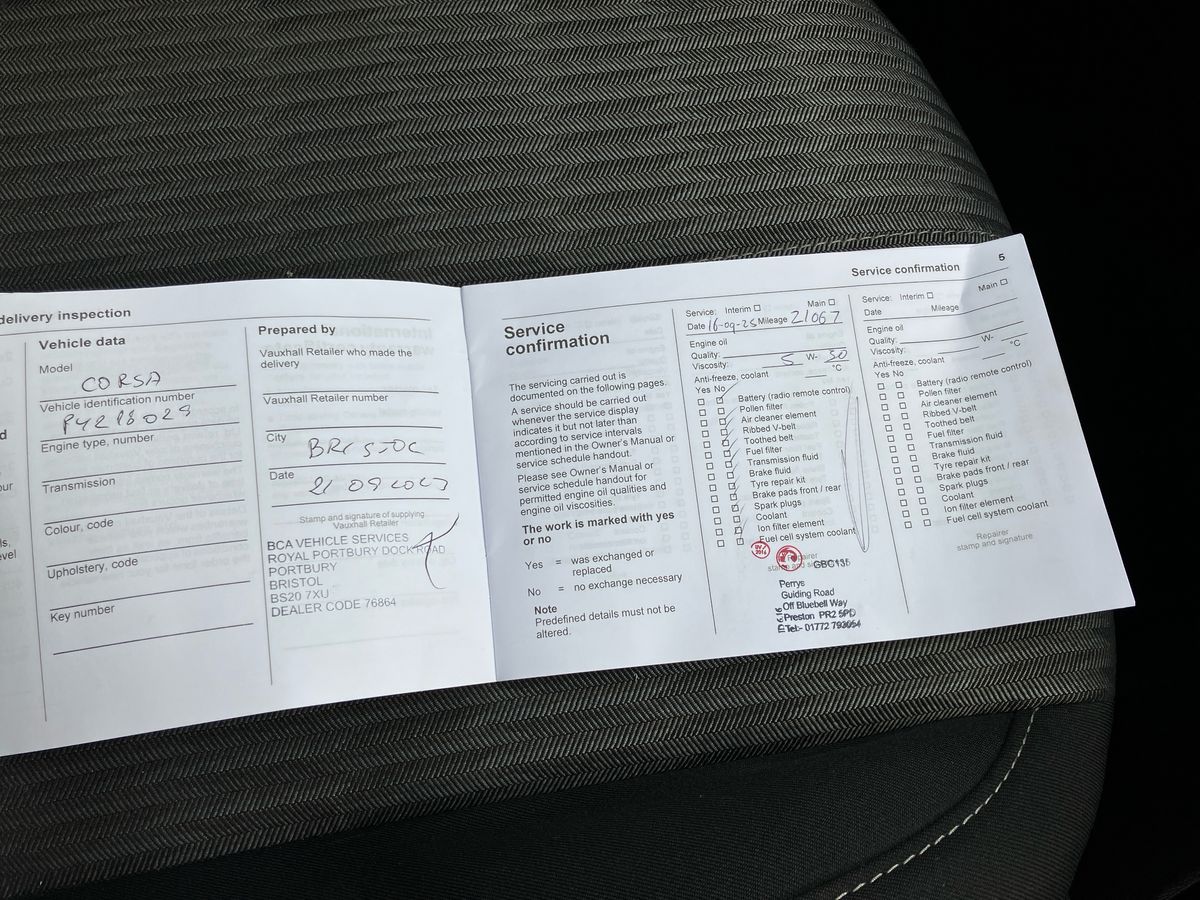 delivery inspection
Vehicle data
Model
CORSA
Vehicle identification number
Engine type, number
Transmission
Colour, code
Upholstery, code
Key number
Prepared by
Vauxhall Retailer who made the
delivery
Vauxhall Retailer number
City
BRISTOL
Date
21 09 2023
Stamp and signature of supplying
Vauxhall Retailer
BCA VEHICLE SERVICES
ROYAL PORTBURY DOCK ROAD
PORTBURY
BRISTOL
BS20 7XU
DEALER CODE 76864
Service confirmation
5
Service
confirmation
The servicing carried out is
documented on the following pages.
A service should be carried out
whenever the service display
indicates it but not later than
according to service intervals
mentioned in the Owner's Manual or
service schedule handout.
Please see Owner's Manual or
service schedule handout for
permitted engine oil qualities and
engine oil viscosities.
The work is marked with yes
or no
Yes = was exchanged or
replaced
No = no exchange necessary
Note
Predefined details must not be
altered.
Service: Interim Main
Date 16-09-25 Mileage 21067
Engine oil
Quality:
Viscosity: 5 W- 30
Anti-freeze, coolant °C
Yes No
Battery (radio remote control)
Pollen filter
Air cleaner element
Ribbed V-belt
Toothed belt
Fuel filter
Transmission fluid
Brake fluid
Tyre repair kit
Brake pads front / rear
Spark plugs
Coolant
Ion filter element
Fuel cell system coolant
Repairer
GBC135
Perrys
Guiding Road
Off Bluebell Way
Preston PR2 5PD
Tel:- 01772 793054
Service: Interim Main
Date Mileage
Engine oil
Quality:
Viscosity: W-
Anti-freeze, coolant °C
Yes No
Battery (radio remote control)
Pollen filter
Air cleaner element
Ribbed V-belt
Toothed belt
Fuel filter
Transmission fluid
Brake fluid
Tyre repair kit
Brake pads front / rear
Spark plugs
Coolant
Ion filter element
Fuel cell system coolant
Repairer
stamp and signature